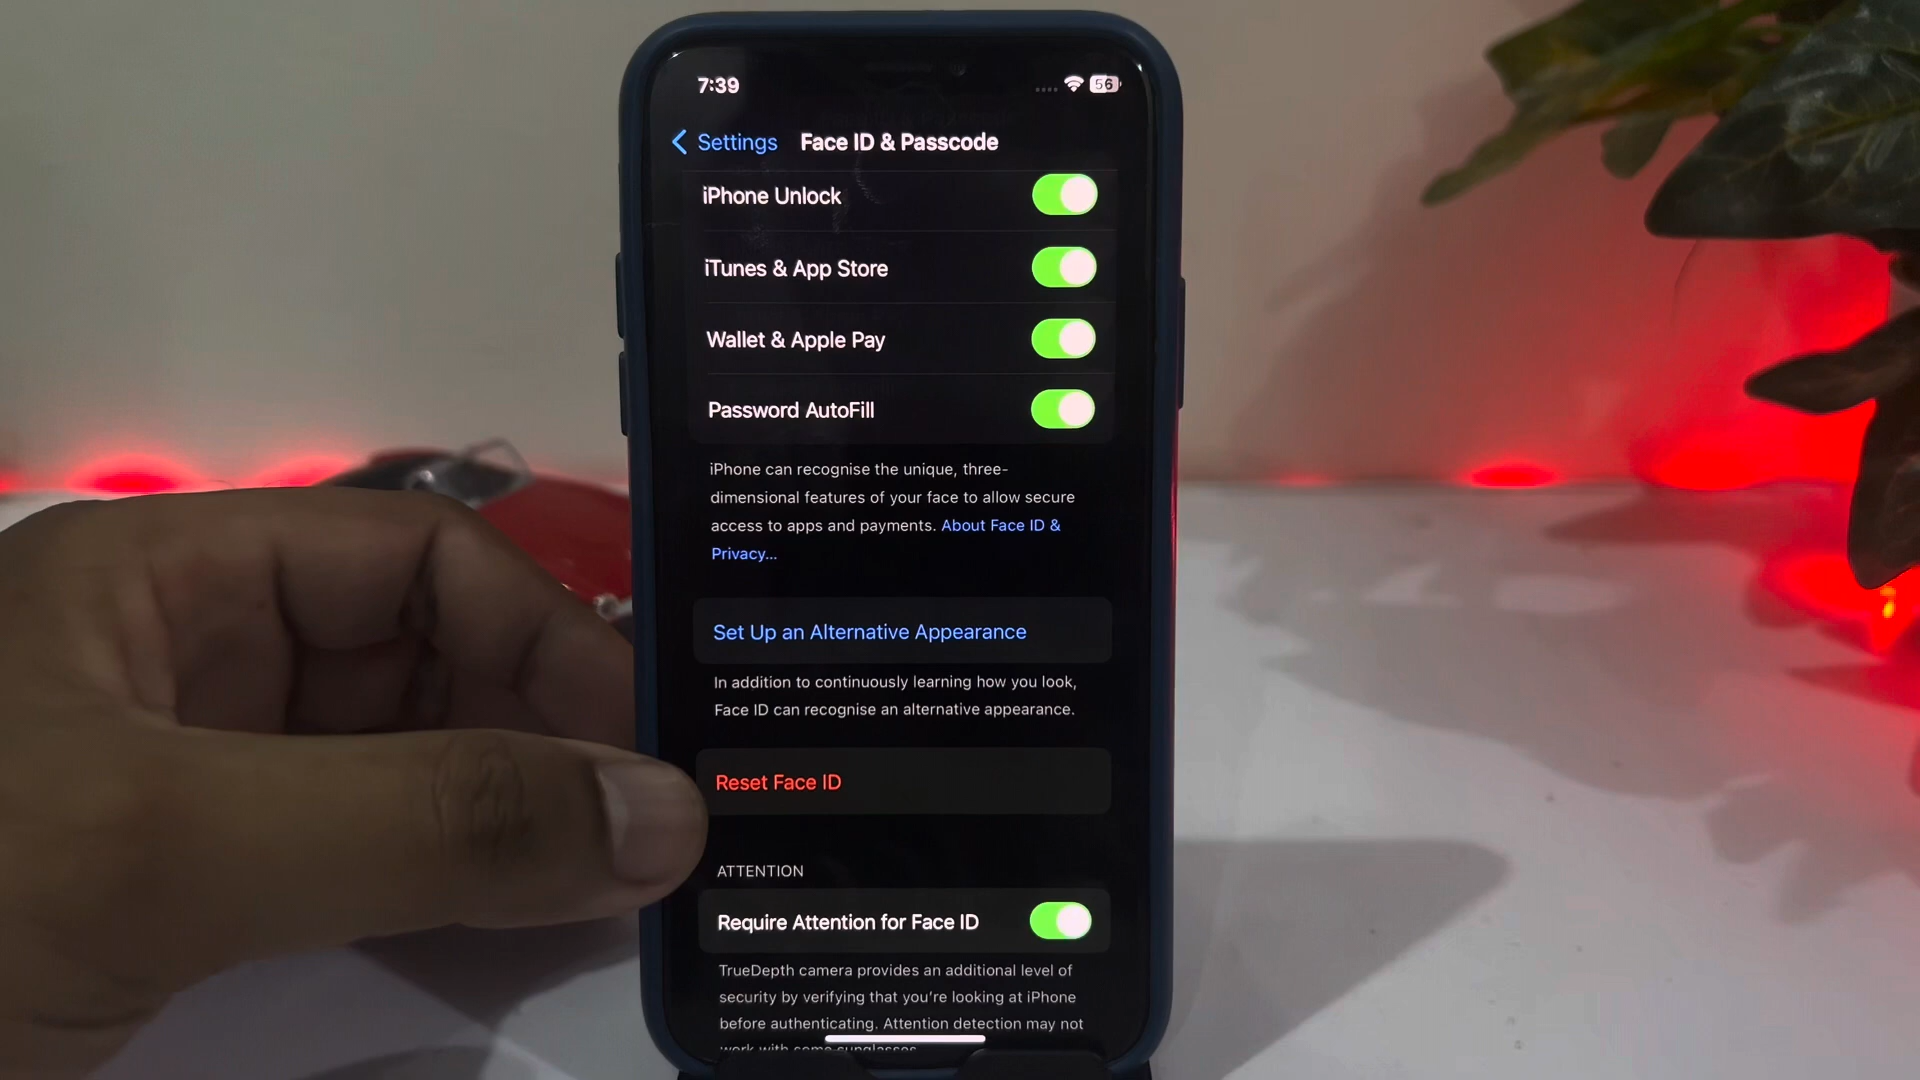 7:39
56
Settings
Face ID & Passcode
iPhone Unlock
iTunes & App Store
Wallet & Apple Pay
Password AutoFill
iPhone can recognise the unique, three-
dimensional features of your face to allow secure
access to apps and payments. About Face ID &
Privacy...
Set Up an Alternative Appearance
In addition to continuously learning how you look,
Face ID can recognise an alternative appearance.
Reset Face ID
ATTENTION
Require Attention for Face ID
TrueDepth camera provides an additional level of
security by verifying that you're looking at iPhone
before authenticating. Attention detection may not
work with some sunglasses.